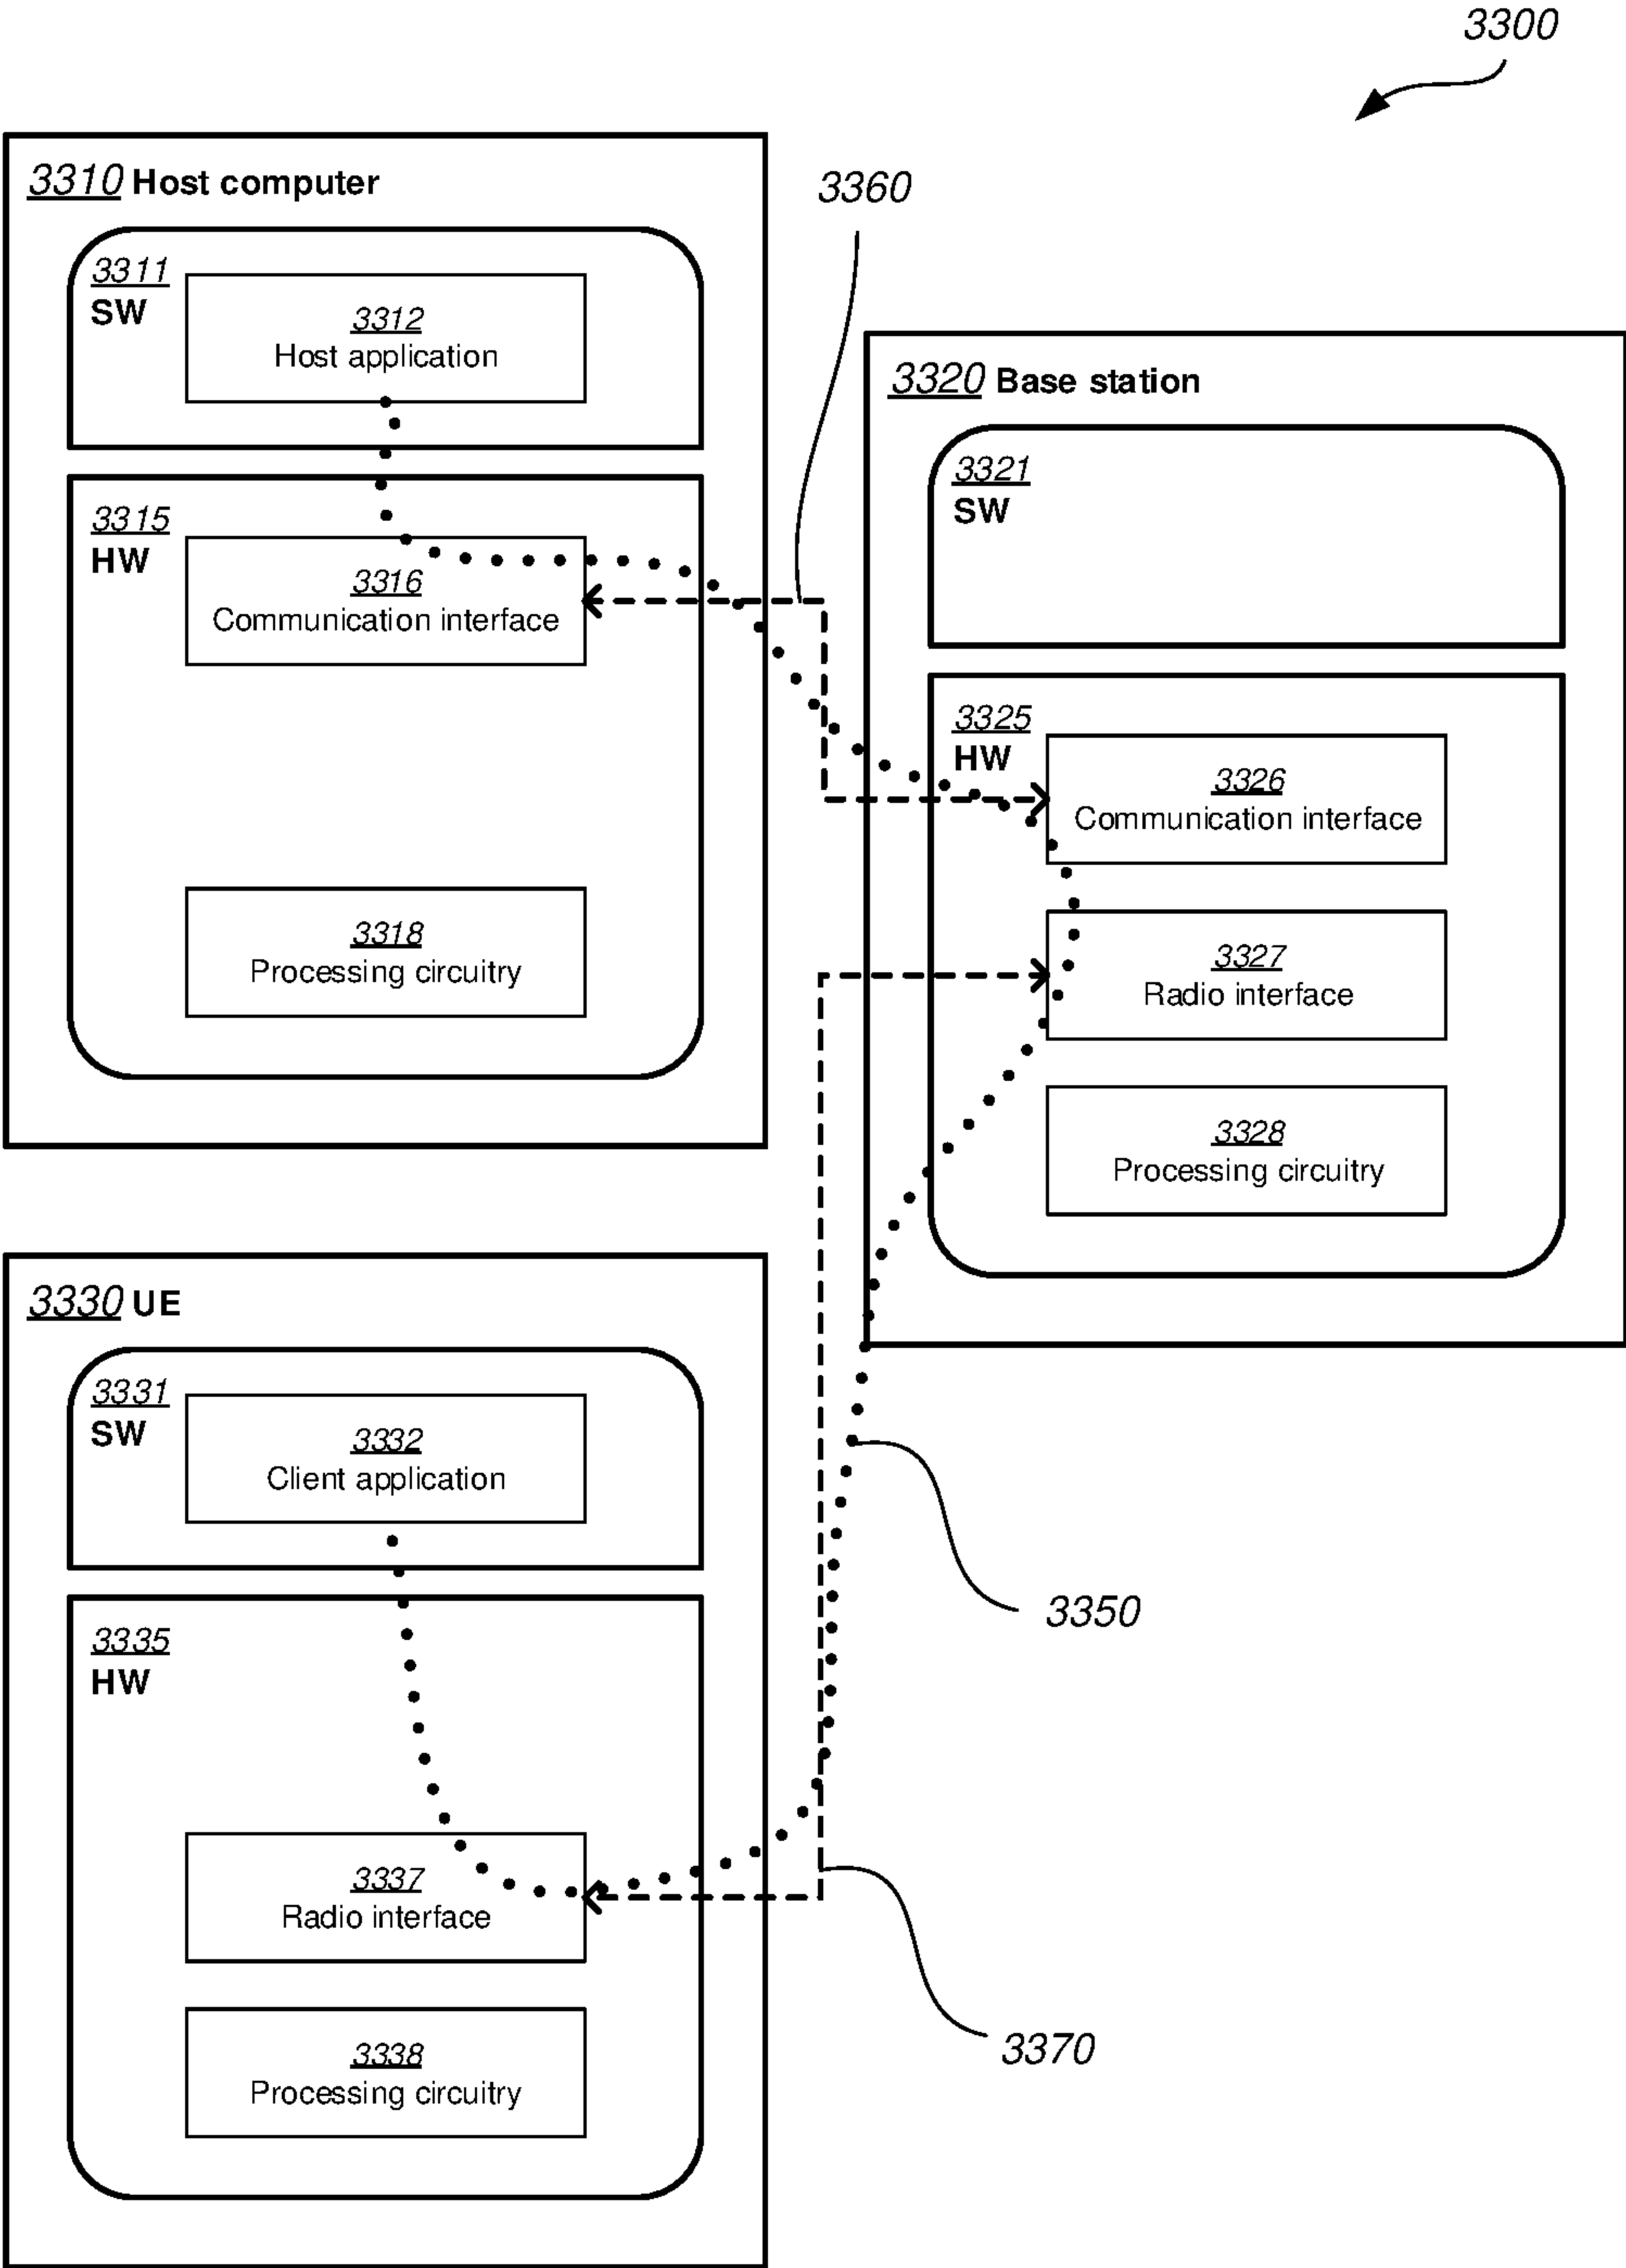 3300
3310 Host computer
3311
SW
3312
Host application
3315
HW
3316
Communication interface
3318
Processing circuitry
3360
3320 Base station
3321
SW
3325
HW
3326
Communication interface
3327
Radio interface
3328
Processing circuitry
3330 UE
3331
SW
3332
Client application
3335
HW
3337
Radio interface
3338
Processing circuitry
3350
3370